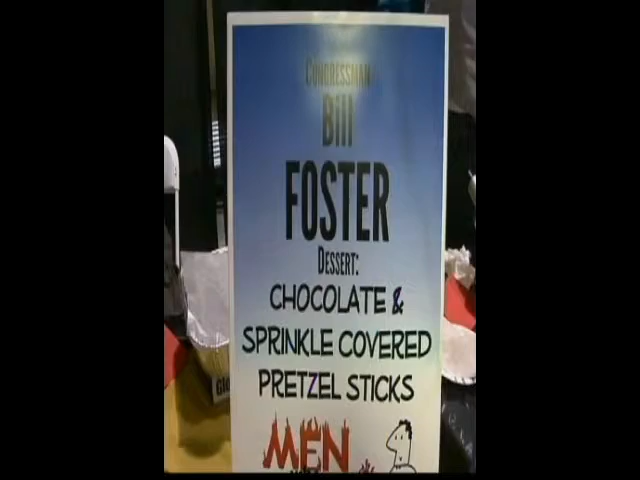 CONGRESSMAN
Bill
FOSTER
DESSERT:
CHOCOLATE &
SPRINKLE COVERED
PRETZEL STICKS
MEN